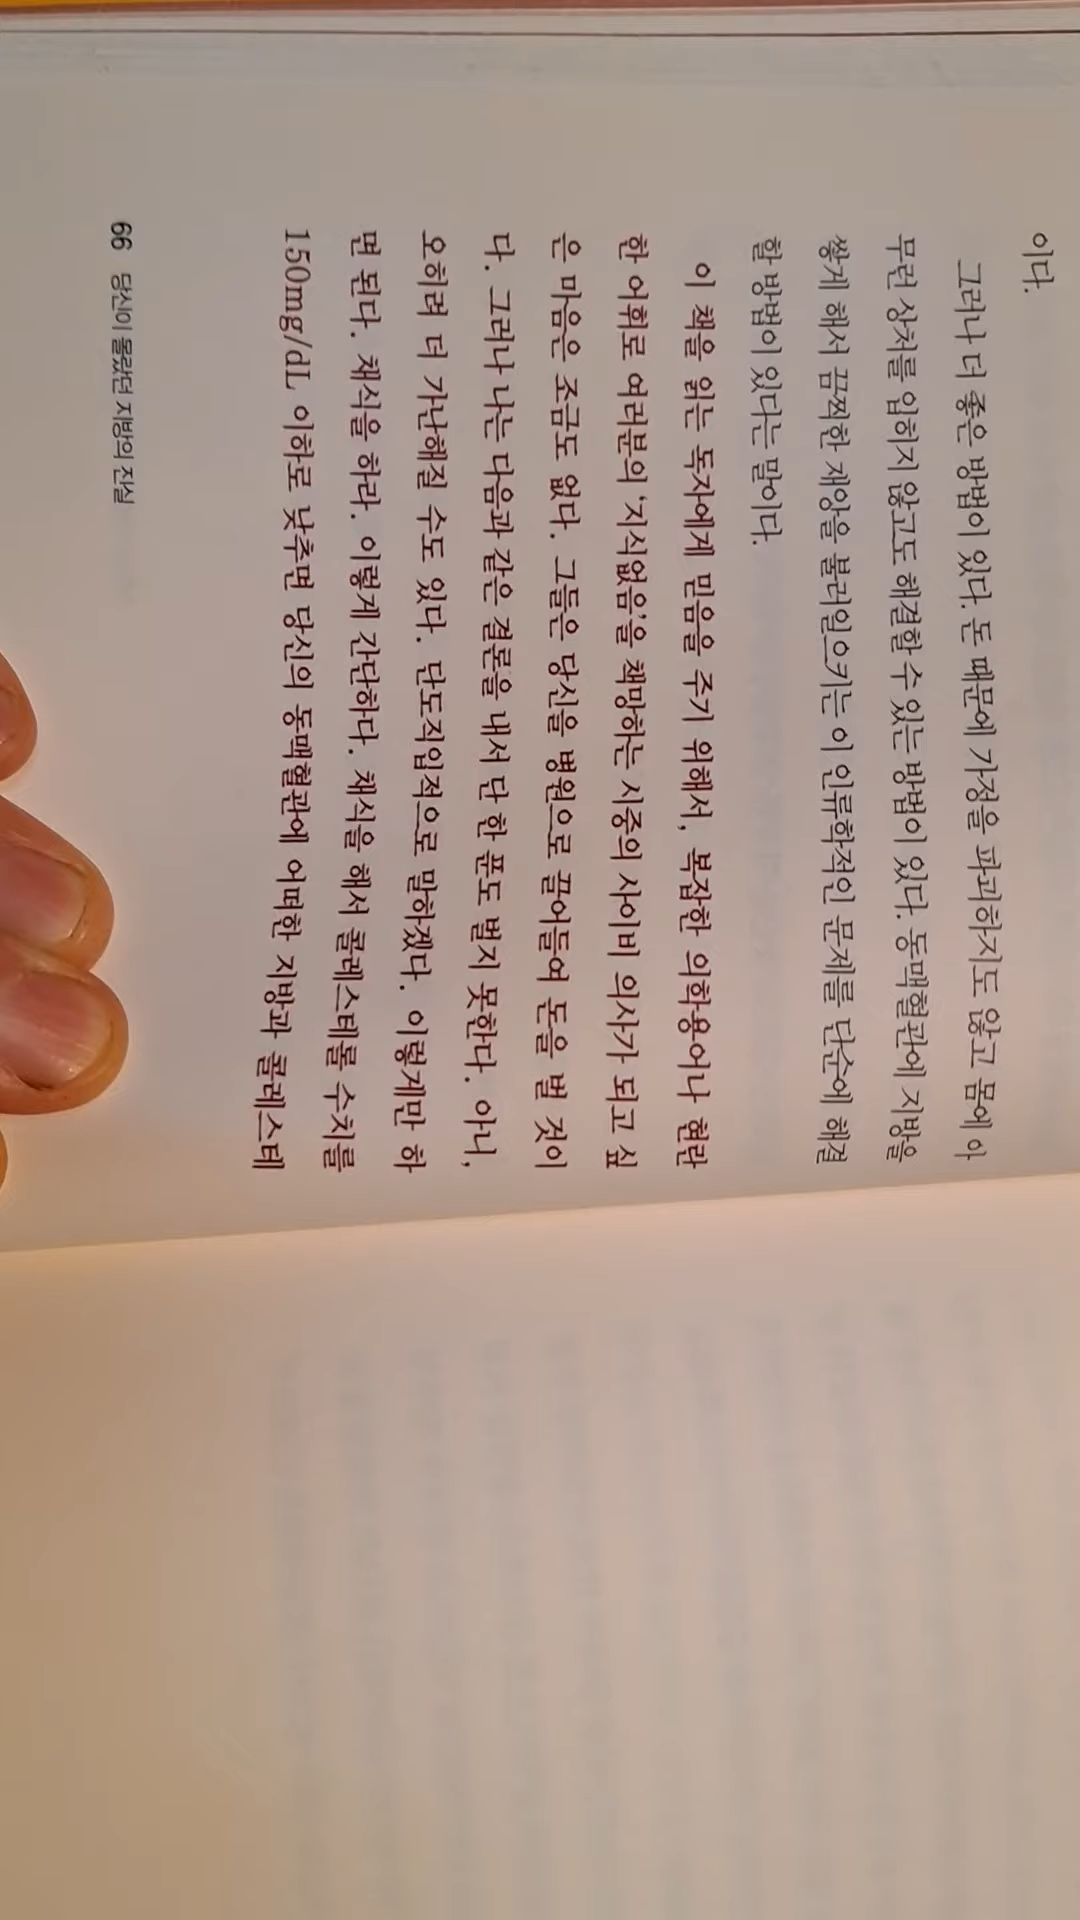 이다.
그러나 더 좋은 방법이 있다. 돈 때문에 가정을 파괴하지도 않고 몸에 아
무런 상처를 입히지 않고도 해결할 수 있는 방법이 있다. 동맥혈관에 지방을
쌓게 해서 끔찍한 재앙을 불러일으키는 이 인류학적인 문제를 단순에 해결
할 방법이 있다는 말이다.
이 책을 읽는 독자에게 믿음을 주기 위해서, 복잡한 의학용어나 현란
한 어휘로 여러분의 '지식없음'을 책망하는 시중의 사이비 의사가 되고 싶
은 마음은 조금도 없다. 그들은 당신을 병원으로 끌어들여 돈을 벌 것이
다. 그러나 나는 다음과 같은 결론을 내서 단 한 푼도 벌지 못한다. 아니,
오히려 더 가난해질 수도 있다. 단도직입적으로 말하겠다. 이렇게만 하
면 된다. 채식을 하라. 이렇게 간단하다. 채식을 해서 콜레스테롤 수치를
150mg/dL 이하로 낮추면 당신의 동맥혈관에 어떠한 지방과 콜레스테
66 당신이 몰랐던 지방의 진실